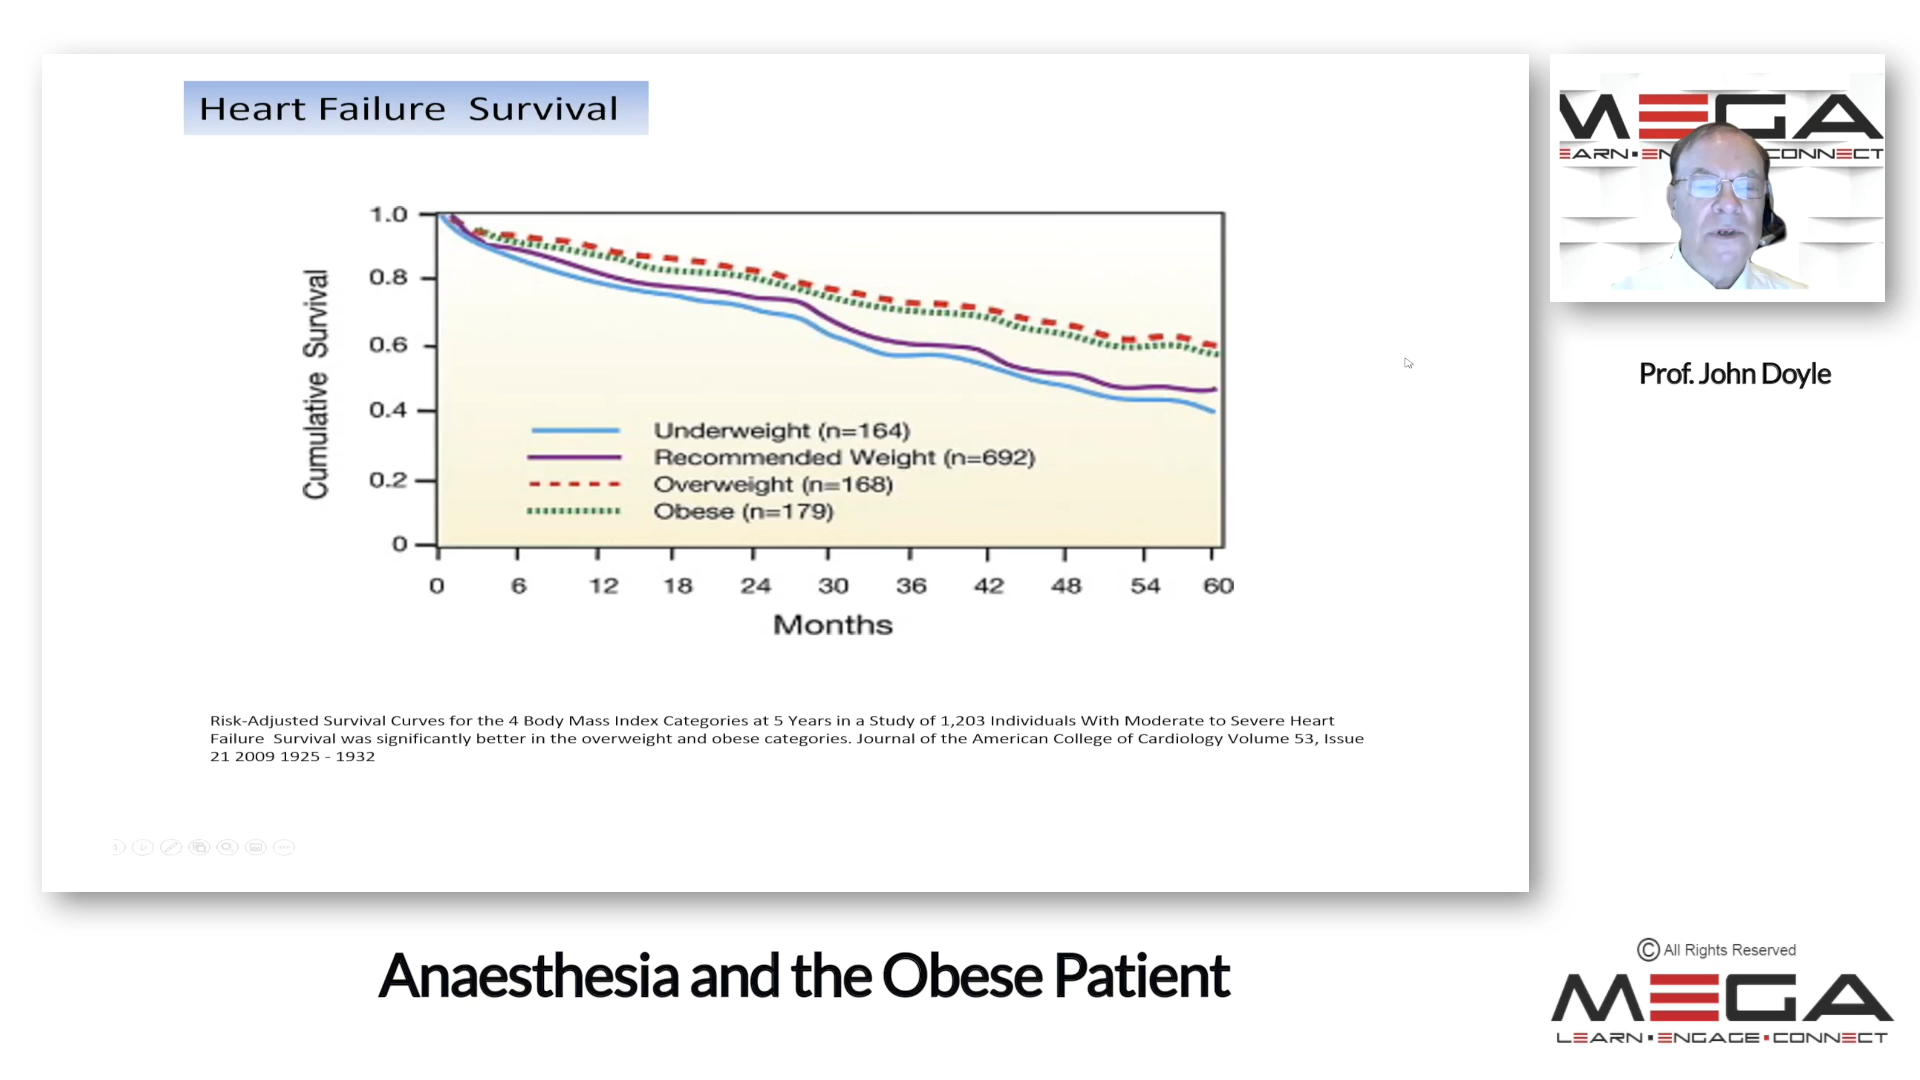 Heart Failure  Survival
1.0
0.8
0.6
0.4
0.2
0
Cumulative Survival
Underweight (n=164)
Recommended Weight (n=692)
Overweight (n=168)
Obese (n=179)
0 6 12 18 24 30 36 42 48 54 60
Months
Risk-Adjusted Survival Curves for the 4 Body Mass Index Categories at 5 Years in a Study of 1,203 Individuals With Moderate to Severe Heart
Failure  Survival was significantly better in the overweight and obese categories. Journal of the American College of Cardiology Volume 53, Issue
21 2009 1925 - 1932
MEGA
CONNECT
Prof. John Doyle
Anaesthesia and the Obese Patient
© All Rights Reserved
MEGA
LEARN▪ENGAGE▪CONNECT